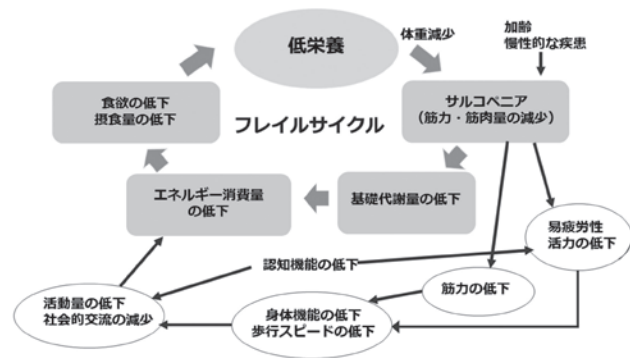 低栄養
体重減少
加齢
慢性的な疾患
食欲の低下
摂食量の低下
フレイルサイクル
サルコペニア
（筋力・筋肉量の減少）
エネルギー消費量
の低下
基礎代謝量の低下
易疲労性
活力の低下
認知機能の低下
筋力の低下
活動量の低下
社会的交流の減少
身体機能の低下
歩行スピードの低下